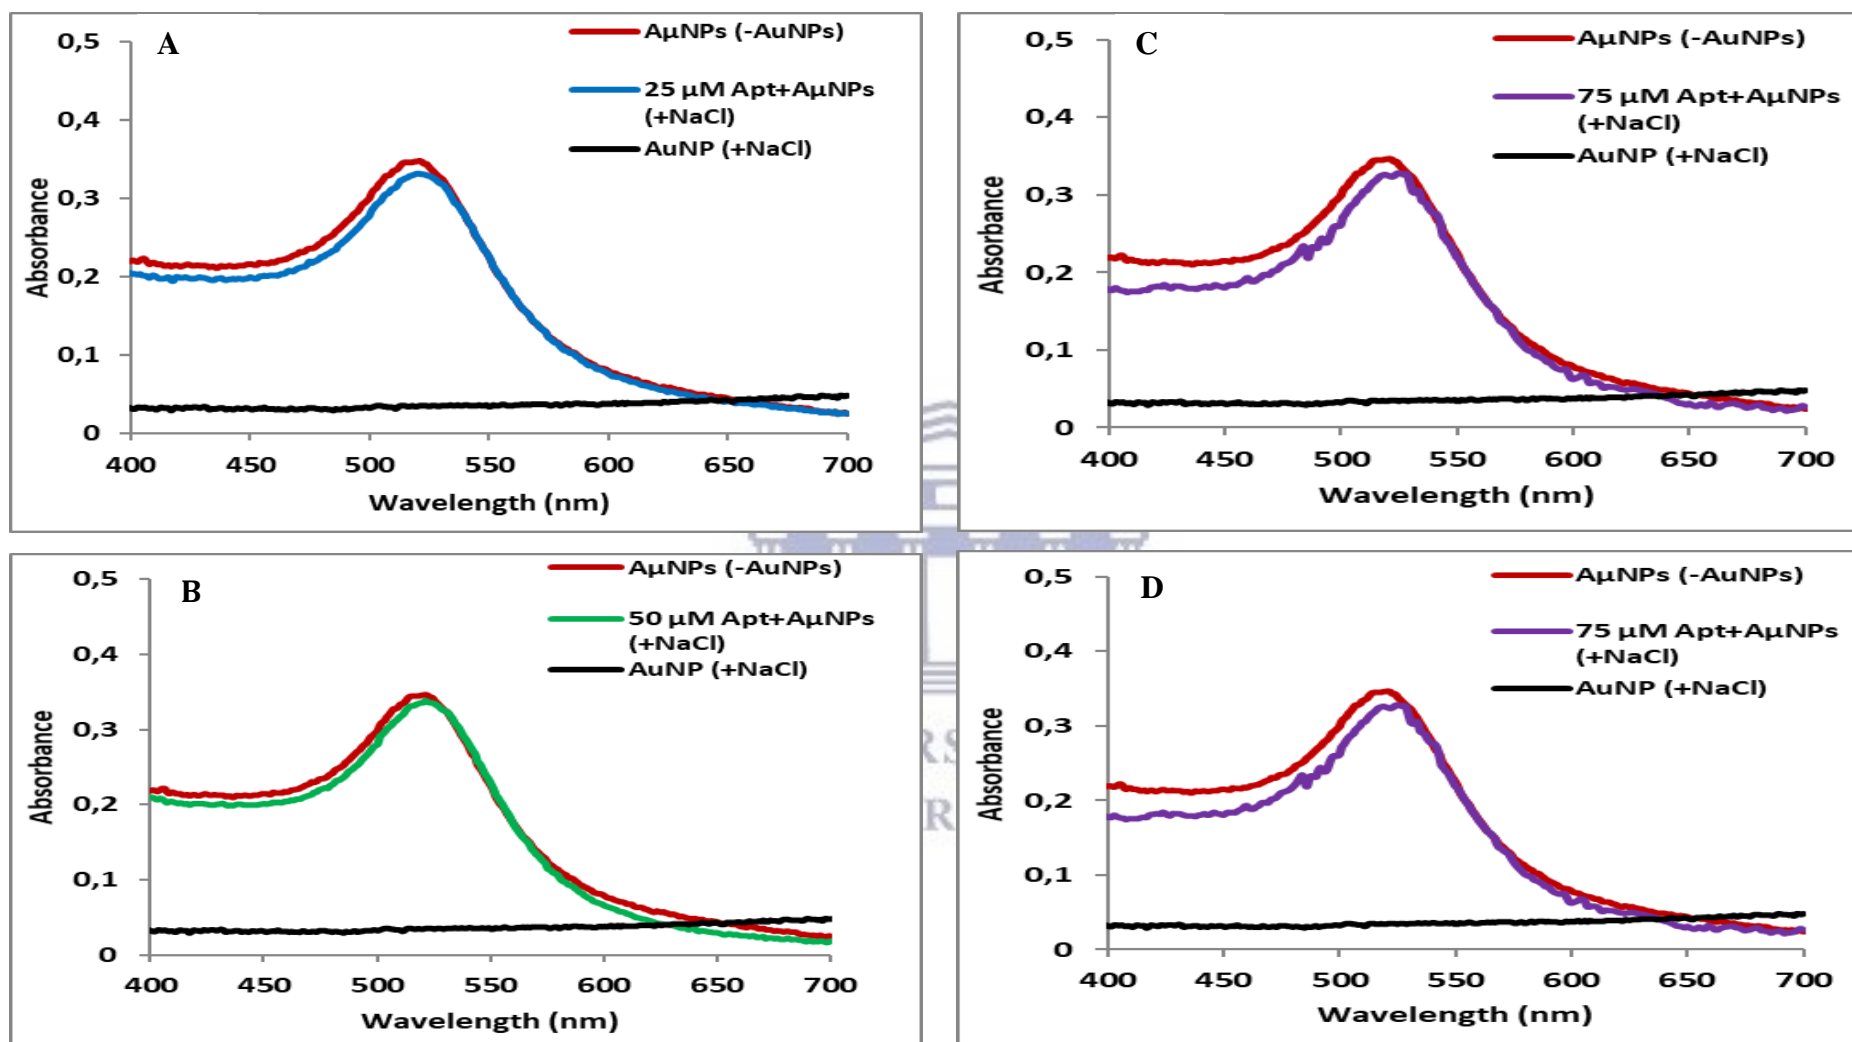 A
AµNPs (-AuNPs)
25 µM Apt+AµNPs
(+NaCl)
AuNP (+NaCl)
0,5
0,4
0,3
0,2
0,1
0
Absorbance
400 450 500 550 600 650 700
Wavelength (nm)
C
AµNPs (-AuNPs)
75 µM Apt+AµNPs
(+NaCl)
AuNP (+NaCl)
0,5
0,4
0,3
0,2
0,1
0
Absorbance
400 450 500 550 600 650 700
Wavelength (nm)
B
AµNPs (-AuNPs)
50 µM Apt+AµNPs
(+NaCl)
AuNP (+NaCl)
0,5
0,4
0,3
0,2
0,1
0
Absorbance
400 450 500 550 600 650 700
Wavelength (nm)
D
AµNPs (-AuNPs)
75 µM Apt+AµNPs
(+NaCl)
AuNP (+NaCl)
0,5
0,4
0,3
0,2
0,1
0
Absorbance
400 450 500 550 600 650 700
Wavelength (nm)